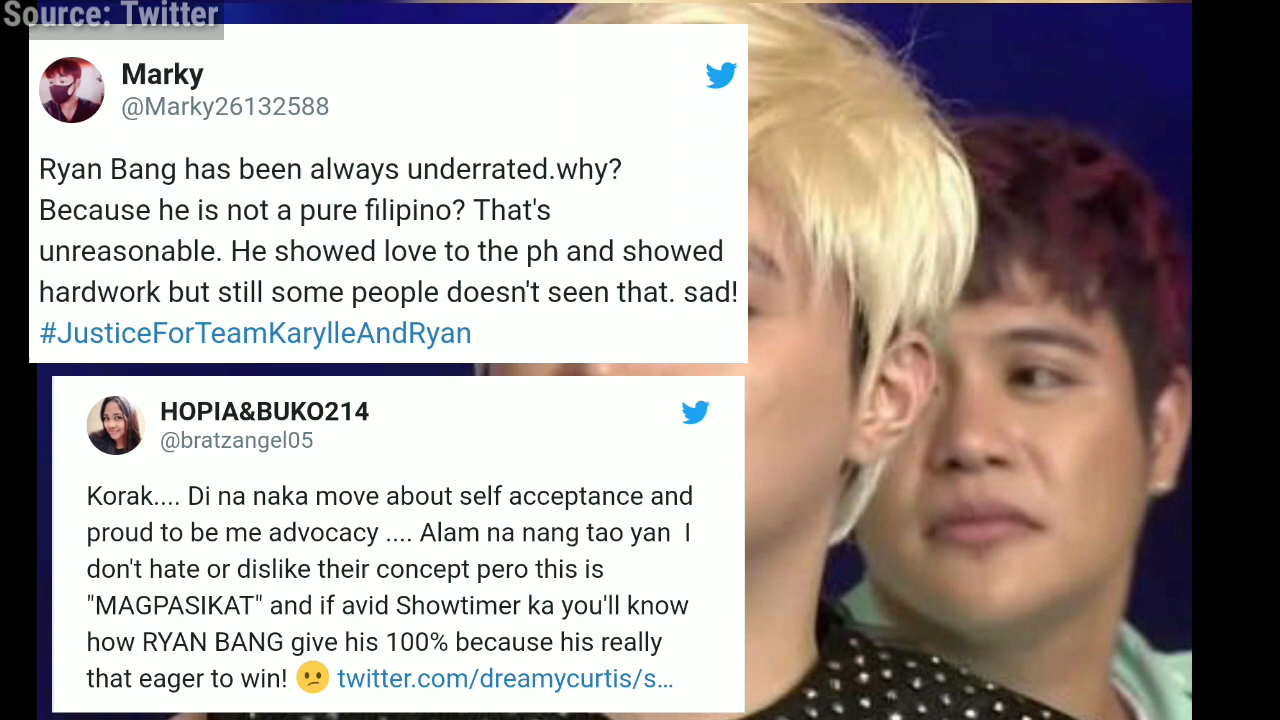 Source: Twitter
Marky
@Marky26132588
Ryan Bang has been always underrated.why?
Because he is not a pure filipino? That's
unreasonable. He showed love to the ph and showed
hardwork but still some people doesn't seen that. sad!
#JusticeForTeamKarylleAndRyan
HOPIA&BUKO214
@bratzangel05
Korak.... Di na naka move about self acceptance and
proud to be me advocacy .... Alam na nang tao yan I
don't hate or dislike their concept pero this is
"MAGPASIKAT" and if avid Showtimer ka you'll know
how RYAN BANG give his 100% because his really
that eager to win! 😕 twitter.com/dreamycurtis/s...